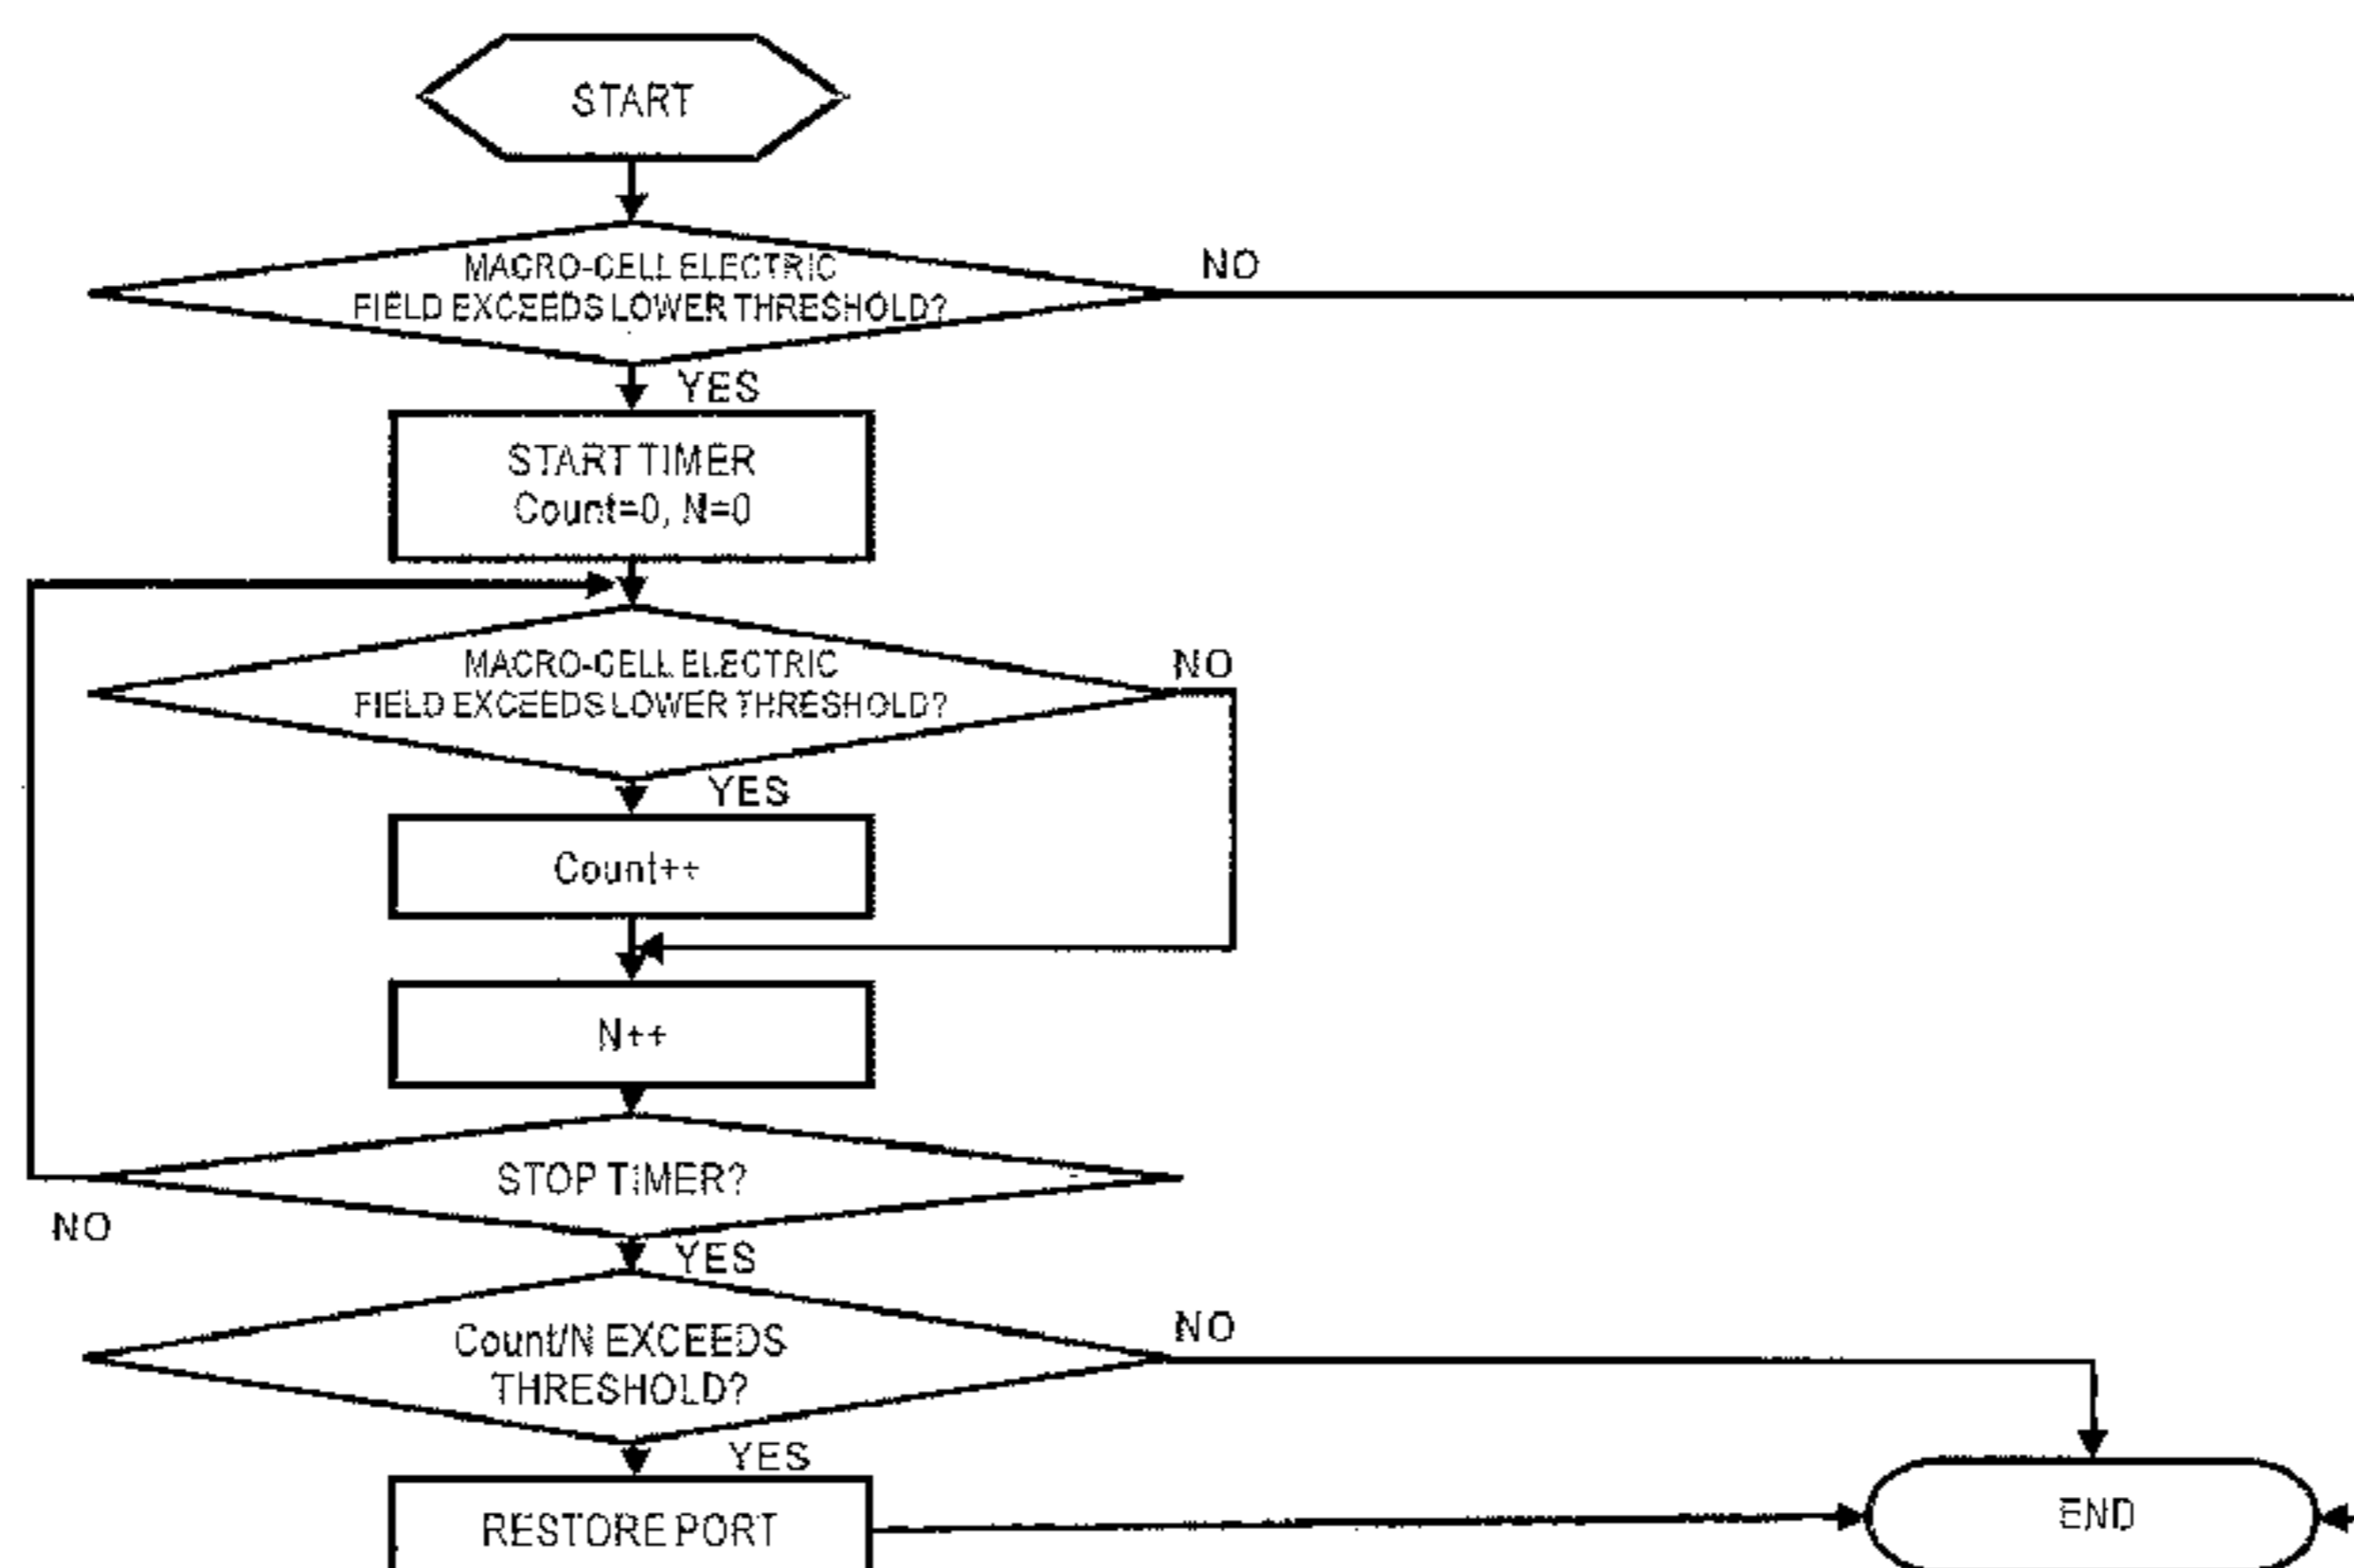 START
MACRO-CELL ELECTRIC
FIELD EXCEEDS LOWER THRESHOLD?
NO
YES
START TIMER
Count=0, N=0
MACRO-CELL ELECTRIC
FIELD EXCEEDS LOWER THRESHOLD?
NO
YES
Count++
N++
STOP TIMER?
NO
YES
Count/N EXCEEDS
THRESHOLD?
NO
YES
RESTORE PORT
END